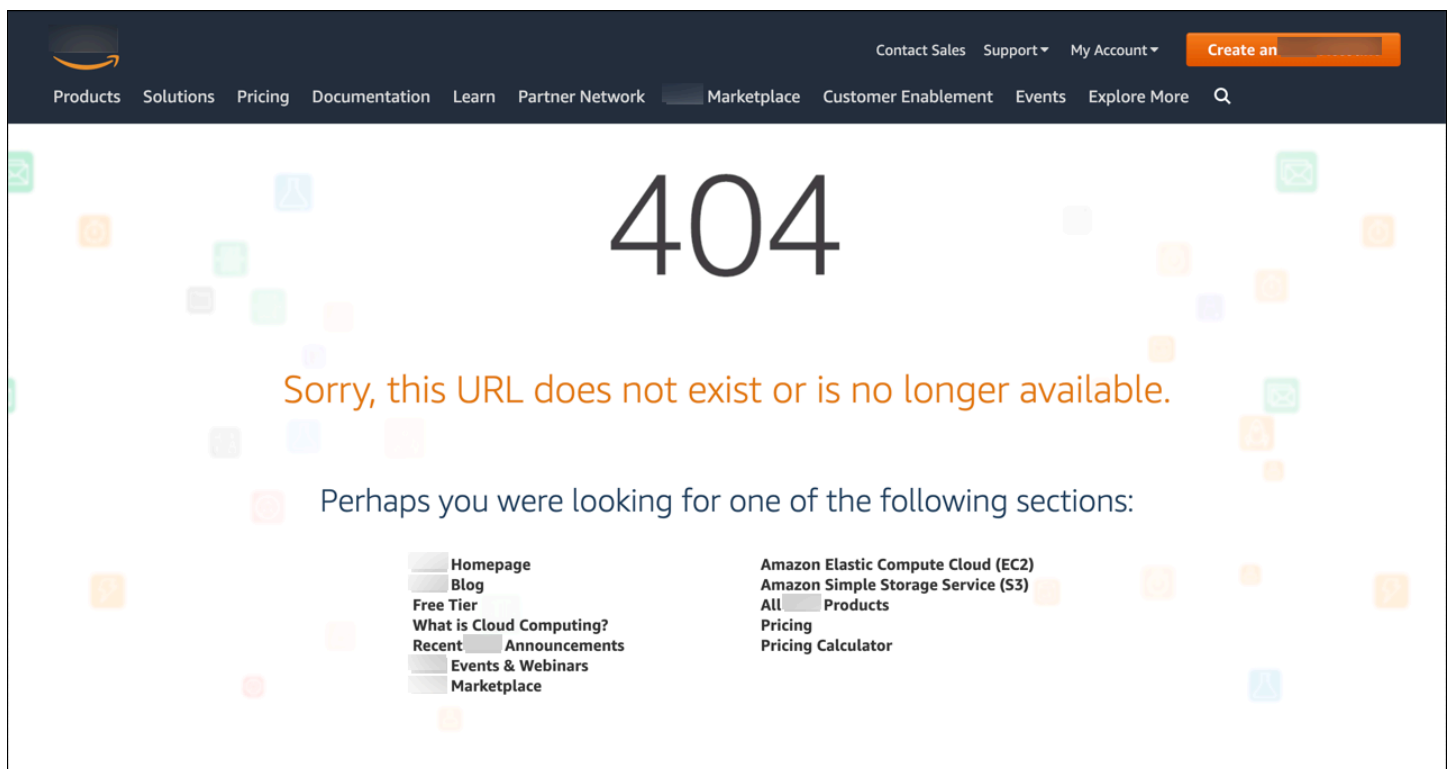 Contact Sales Support My Account Create an
Products Solutions Pricing Documentation Learn Partner Network Marketplace Customer Enablement Events Explore More
404
Sorry, this URL does not exist or is no longer available.
Perhaps you were looking for one of the following sections:
Homepage
Blog
Free Tier
What is Cloud Computing?
Recent Announcements
Events & Webinars
Marketplace
Amazon Elastic Compute Cloud (EC2)
Amazon Simple Storage Service (S3)
All Products
Pricing
Pricing Calculator